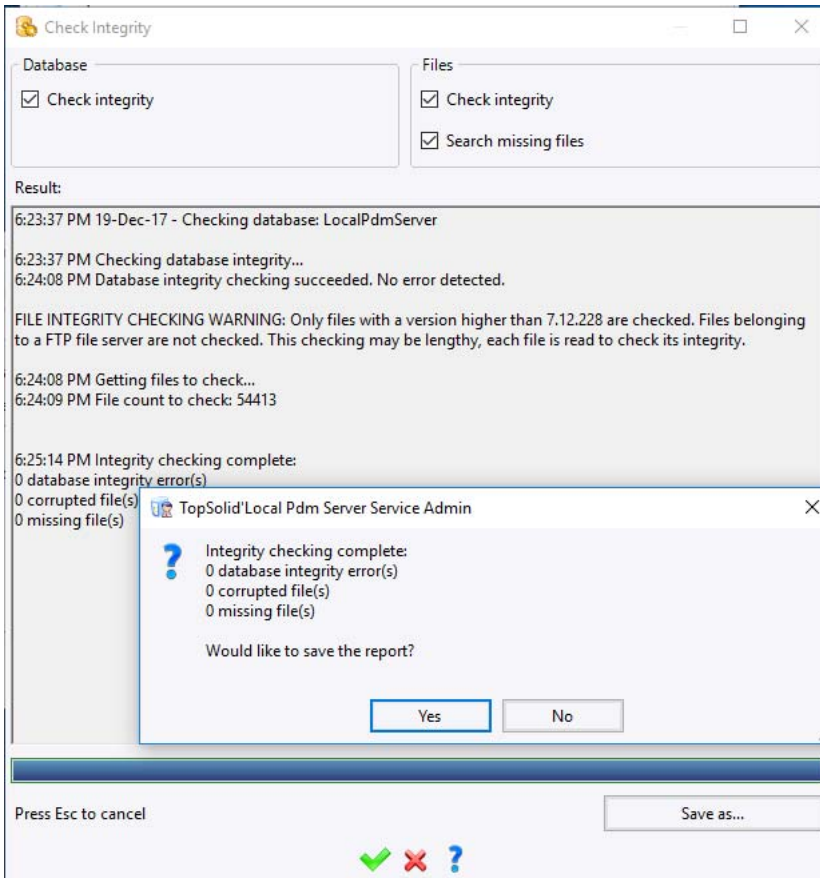 Check Integrity
Database
Check integrity
Files
Check integrity
Search missing files
Result:
6:23:37 PM 19-Dec-17 - Checking database: LocalPdmServer
6:23:37 PM Checking database integrity...
6:24:08 PM Database integrity checking succeeded. No error detected.
FILE INTEGRITY CHECKING WARNING: Only files with a version higher than 7.12.228 are checked. Files belonging
to a FTP file server are not checked. This checking may be lengthy, each file is read to check its integrity.
6:24:08 PM Getting files to check...
6:24:09 PM File count to check: 54413
6:25:14 PM Integrity checking complete:
0 database integrity error(s)
0 corrupted file(s)
0 missing file(s)
TopSolid'Local Pdm Server Service Admin
Integrity checking complete:
0 database integrity error(s)
0 corrupted file(s)
0 missing file(s)
Would like to save the report?
Yes
No
Press Esc to cancel
Save as...